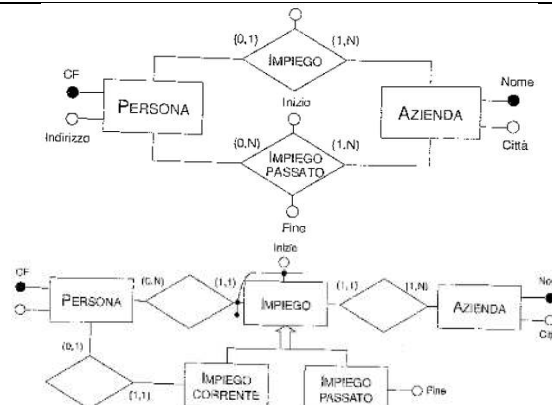 (0,1) IMPIEGO (1,N)
CF
PERSONA
Indirizzo
Inizio
Nome
AZIENDA
Città
(0,N) IMPIEGO PASSATO (1,N)
Fine
Inizio
CF
PERSONA
(0,N)
(1,1)
IMPIEGO
(1,1)
(1,N)
AZIENDA
(0,1)
(1,1)
IMPIEGO
CORRENTE
IMPIEGO
PASSATO
Fine